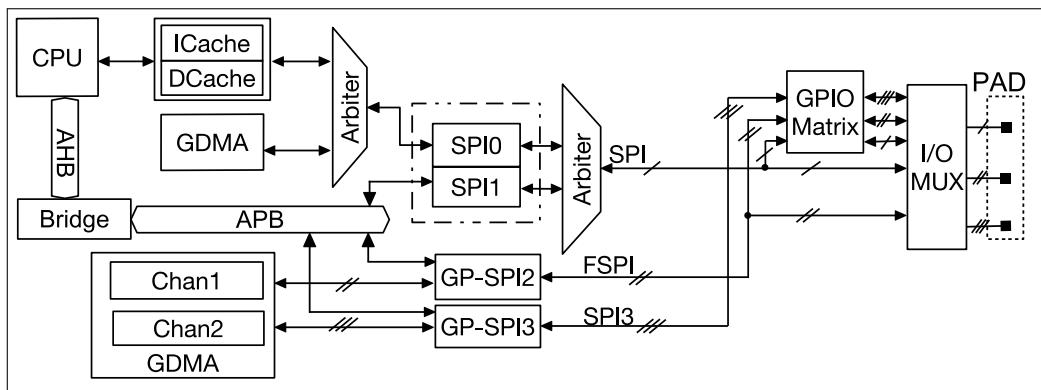 CPU
ICache
DCache
Arbiter
GDMA
AHB
SPI0
SPI1
Arbiter
SPI
GPIO
Matrix
I/O
MUX
PAD
Bridge
APB
Chan1
Chan2
GDMA
GP-SPI2
FSPI
GP-SPI3
SPI3